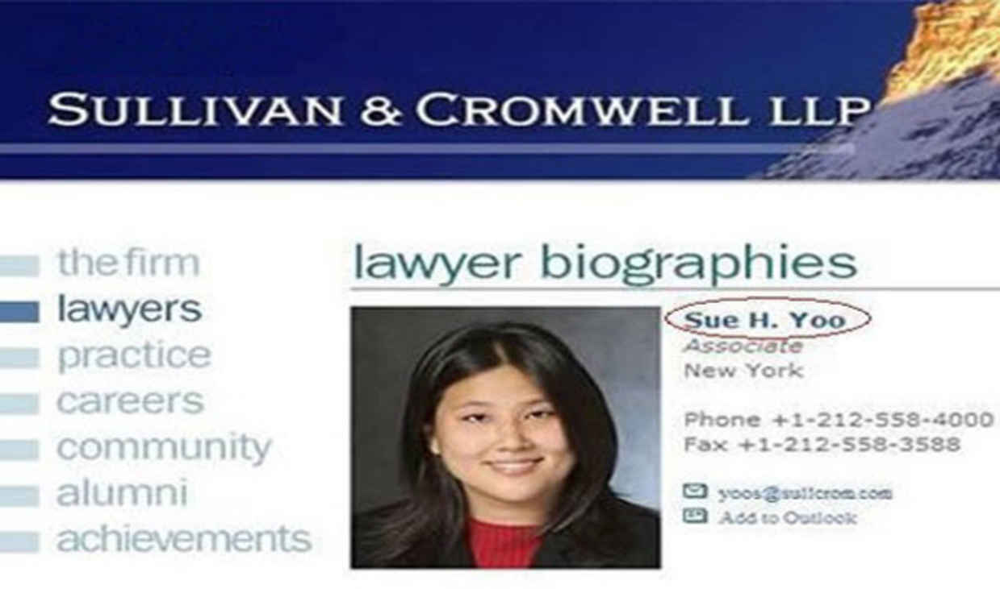 SULLIVAN & CROMWELL LLP
the firm
lawyers
practice
careers
community
alumni
achievements
lawyer biographies
Sue H. Yoo
Associate
New York
Phone +1-212-558-4000
Fax +1-212-558-3588
yoos@sullcrom.com
Add to Outlook